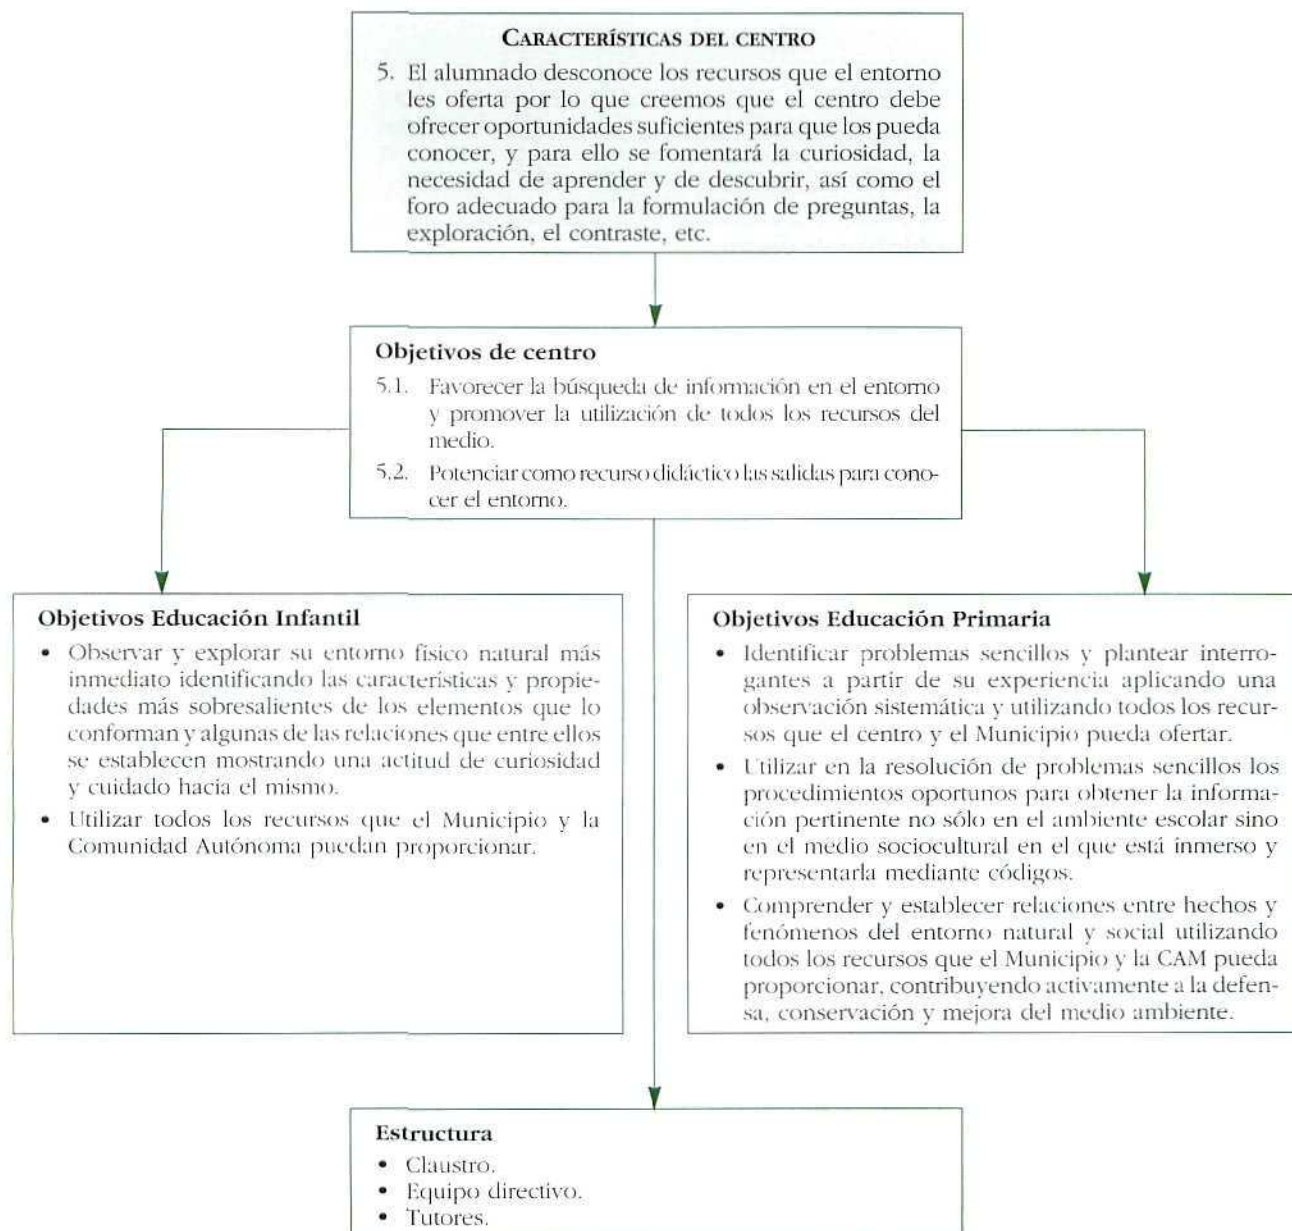 CARACTERÍSTICAS DEL CENTRO
5. El alumnado desconoce los recursos que el entorno
les oferta por lo que creemos que el centro debe
ofrecer oportunidades suficientes para que los pueda
conocer, y para ello se fomentará la curiosidad, la
necesidad de aprender y de descubrir, así como el
foro adecuado para la formulación de preguntas, la
exploración, el contraste, etc.
Objetivos de centro
5.1. Favorecer la búsqueda de información en el entorno
y promover la utilización de todos los recursos del
medio.
5.2. Potenciar como recurso didáctico las salidas para cono-
cer el entorno.
Objetivos Educación Infantil
• Observar y explorar su entorno físico natural más
inmediato identificando las características y propie-
dades más sobresalientes de los elementos que lo
conforman y algunas de las relaciones que entre ellos
se establecen mostrando una actitud de curiosidad
y cuidado hacia el mismo.
• Utilizar todos los recursos que el Municipio y la
Comunidad Autónoma puedan proporcionar.
Objetivos Educación Primaria
• Identificar problemas sencillos y plantear interro-
gantes a partir de su experiencia aplicando una
observación sistemática y utilizando todos los recur-
sos que el centro y el Municipio pueda ofertar.
• Utilizar en la resolución de problemas sencillos los
procedimientos oportunos para obtener la informa-
ción pertinente no sólo en el ambiente escolar sino
en el medio sociocultural en el que está inmerso y
representarla mediante códigos.
• Comprender y establecer relaciones entre hechos y
fenómenos del entorno natural y social utilizando
todos los recursos que el Municipio y la CAM pueda
proporcionar, contribuyendo activamente a la defen-
sa, conservación y mejora del medio ambiente.
Estructura
• Claustro.
• Equipo directivo.
• Tutores.